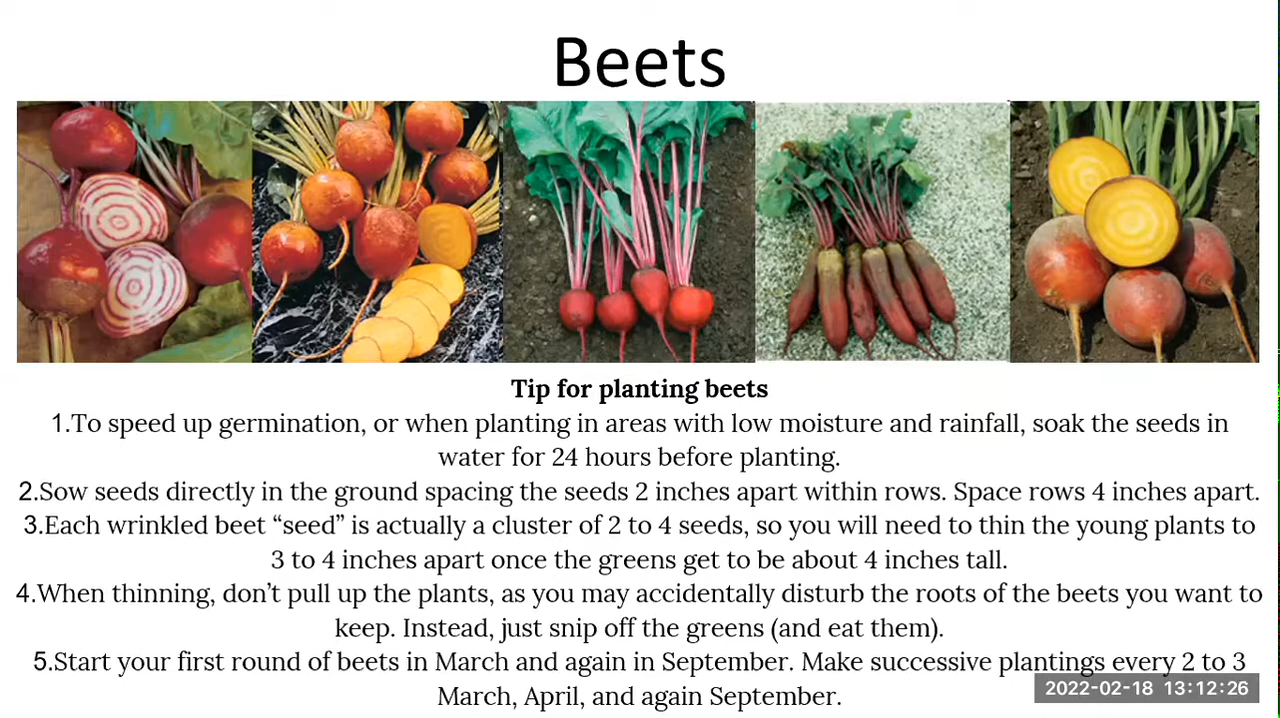 Beets
Tip for planting beets
1.To speed up germination, or when planting in areas with low moisture and rainfall, soak the seeds in
water for 24 hours before planting.
2.Sow seeds directly in the ground spacing the seeds 2 inches apart within rows. Space rows 4 inches apart.
3.Each wrinkled beet “seed” is actually a cluster of 2 to 4 seeds, so you will need to thin the young plants to
3 to 4 inches apart once the greens get to be about 4 inches tall.
4.When thinning, don’t pull up the plants, as you may accidentally disturb the roots of the beets you want to
keep. Instead, just snip off the greens (and eat them).
5.Start your first round of beets in March and again in September. Make successive plantings every 2 to 3
March, April, and again September.
2022-02-18 13:12:26